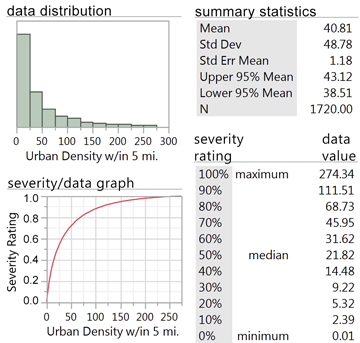 data distribution
0 50 100 150 200 250 300
Urban Density w/in 5 mi.
summary statistics
Mean 40.81
Std Dev 48.78
Std Err Mean 1.18
Upper 95% Mean 43.12
Lower 95% Mean 38.51
N 1720.00
severity/data graph
Severity Rating
1.0
0.8
0.6
0.4
0.2
0.0
0 50 100 150 200 250
Urban Density w/in 5 mi.
severity data
rating value
100% maximum 274.34
90% 111.51
80% 68.73
70% 45.95
60% 31.62
50% median 21.82
40% 14.48
30% 9.22
20% 5.32
10% 2.39
0% minimum 0.01